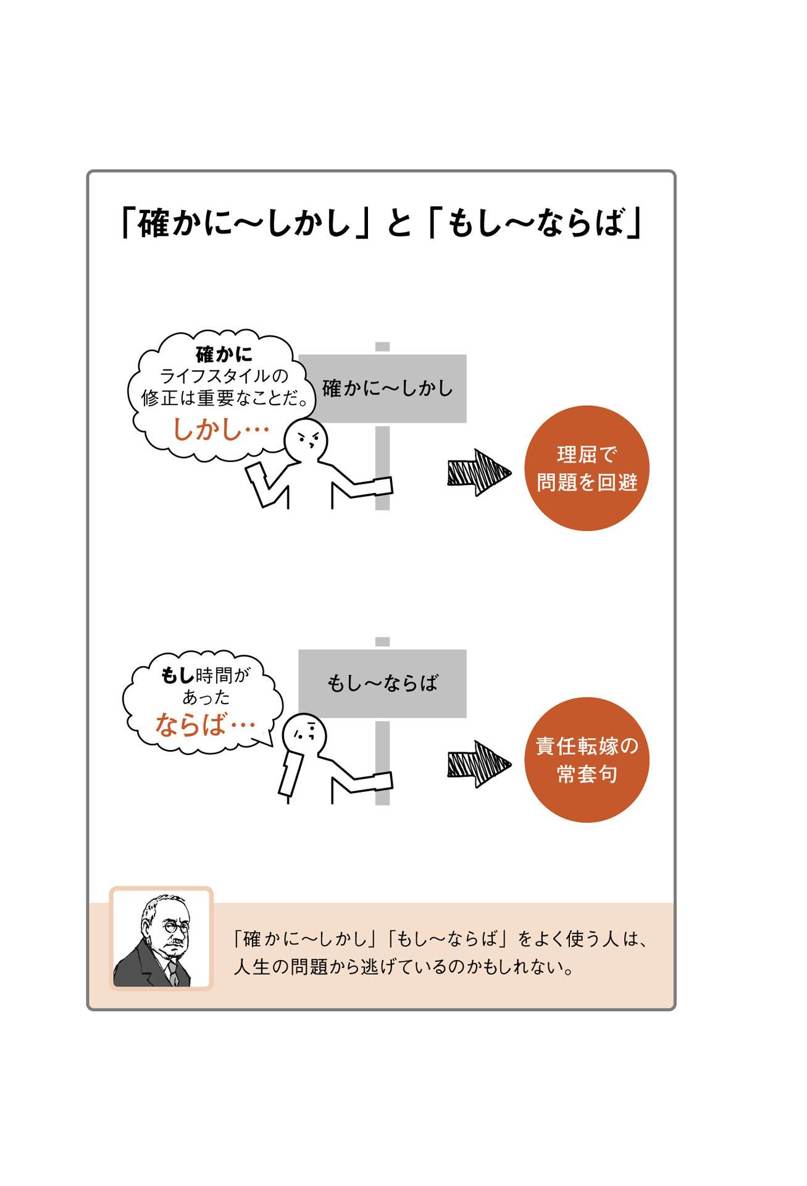 「確かに～しかし」と「もし～ならば」
確かに
ライフスタイルの
修正は重要なことだ。
しかし…
確かに～しかし
理屈で
問題を回避
もし時間が
あった
ならば…
もし～ならば
責任転嫁の
常套句
「確かに～しかし」「もし～ならば」をよく使う人は、
人生の問題から逃げているのかもしれない。